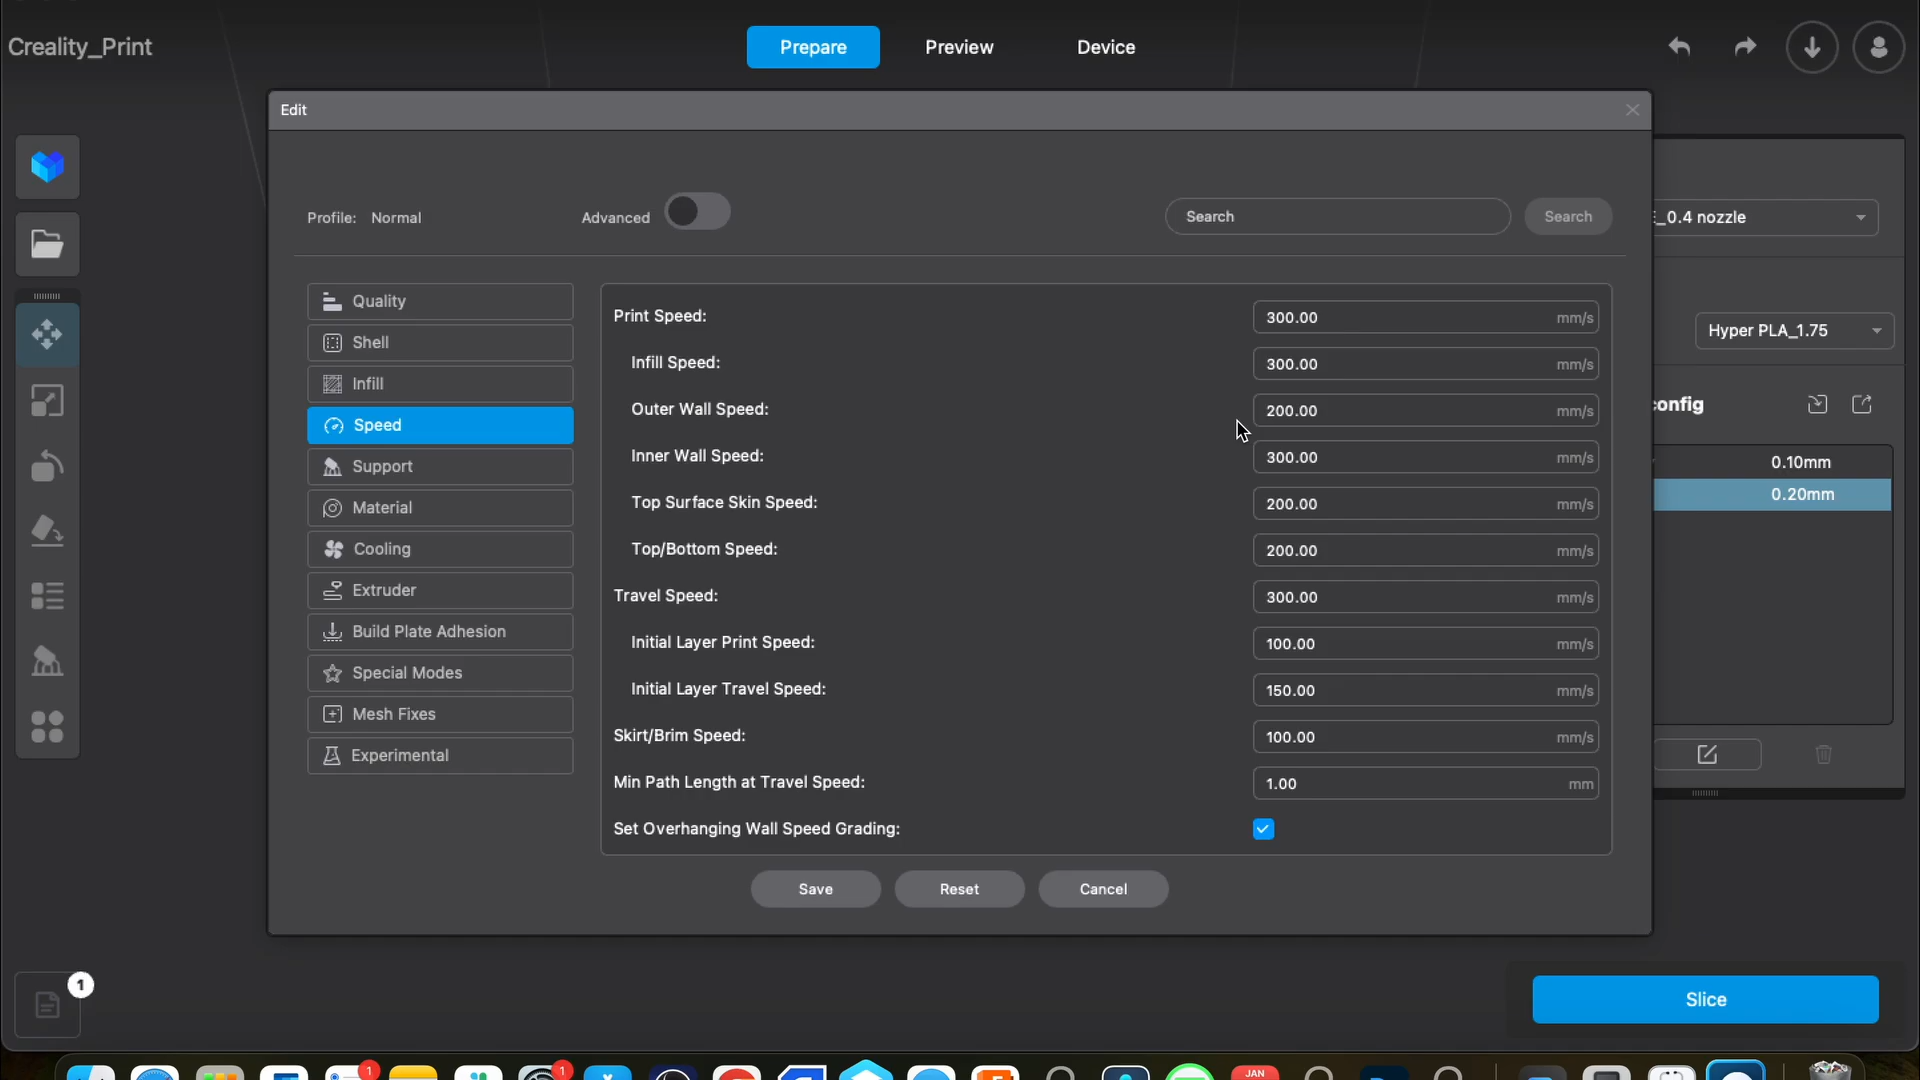 Creality_Print
Prepare
Preview
Device
Edit
Profile: Normal
Advanced
Search
Search
_0.4 nozzle
Quality
Shell
Infill
Speed
Support
Material
Cooling
Extruder
Build Plate Adhesion
Special Modes
Mesh Fixes
Experimental
Print Speed: 300.00 mm/s
Infill Speed: 300.00 mm/s
Outer Wall Speed: 200.00 mm/s
Inner Wall Speed: 300.00 mm/s
Top Surface Skin Speed: 200.00 mm/s
Top/Bottom Speed: 200.00 mm/s
Travel Speed: 300.00 mm/s
Initial Layer Print Speed: 100.00 mm/s
Initial Layer Travel Speed: 150.00 mm/s
Skirt/Brim Speed: 100.00 mm/s
Min Path Length at Travel Speed: 1.00 mm
Set Overhanging Wall Speed Grading:
Save
Reset
Cancel
Hyper PLA_1.75
config
0.10mm
0.20mm
1
Slice
1
1
JAN